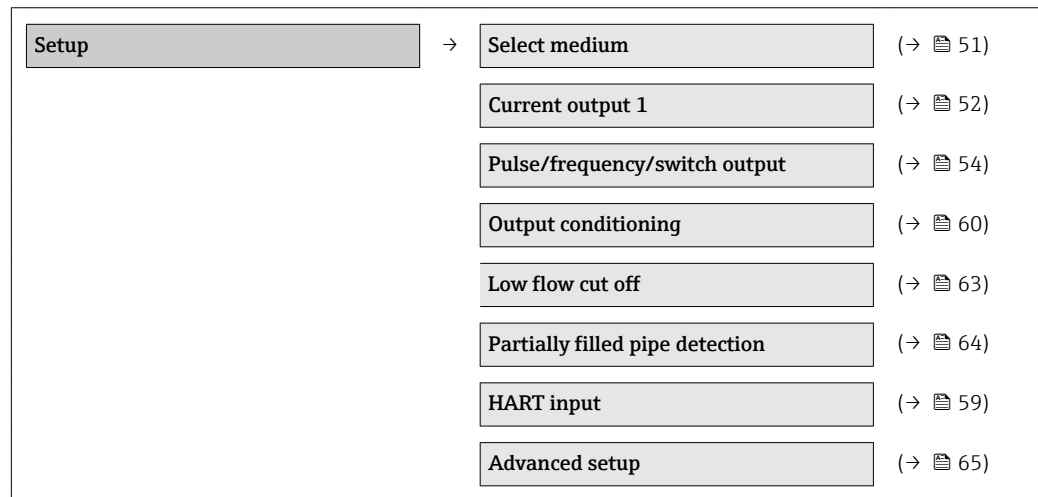 Setup → Select medium (→ 51)
Current output 1 (→ 52)
Pulse/frequency/switch output (→ 54)
Output conditioning (→ 60)
Low flow cut off (→ 63)
Partially filled pipe detection (→ 64)
HART input (→ 59)
Advanced setup (→ 65)